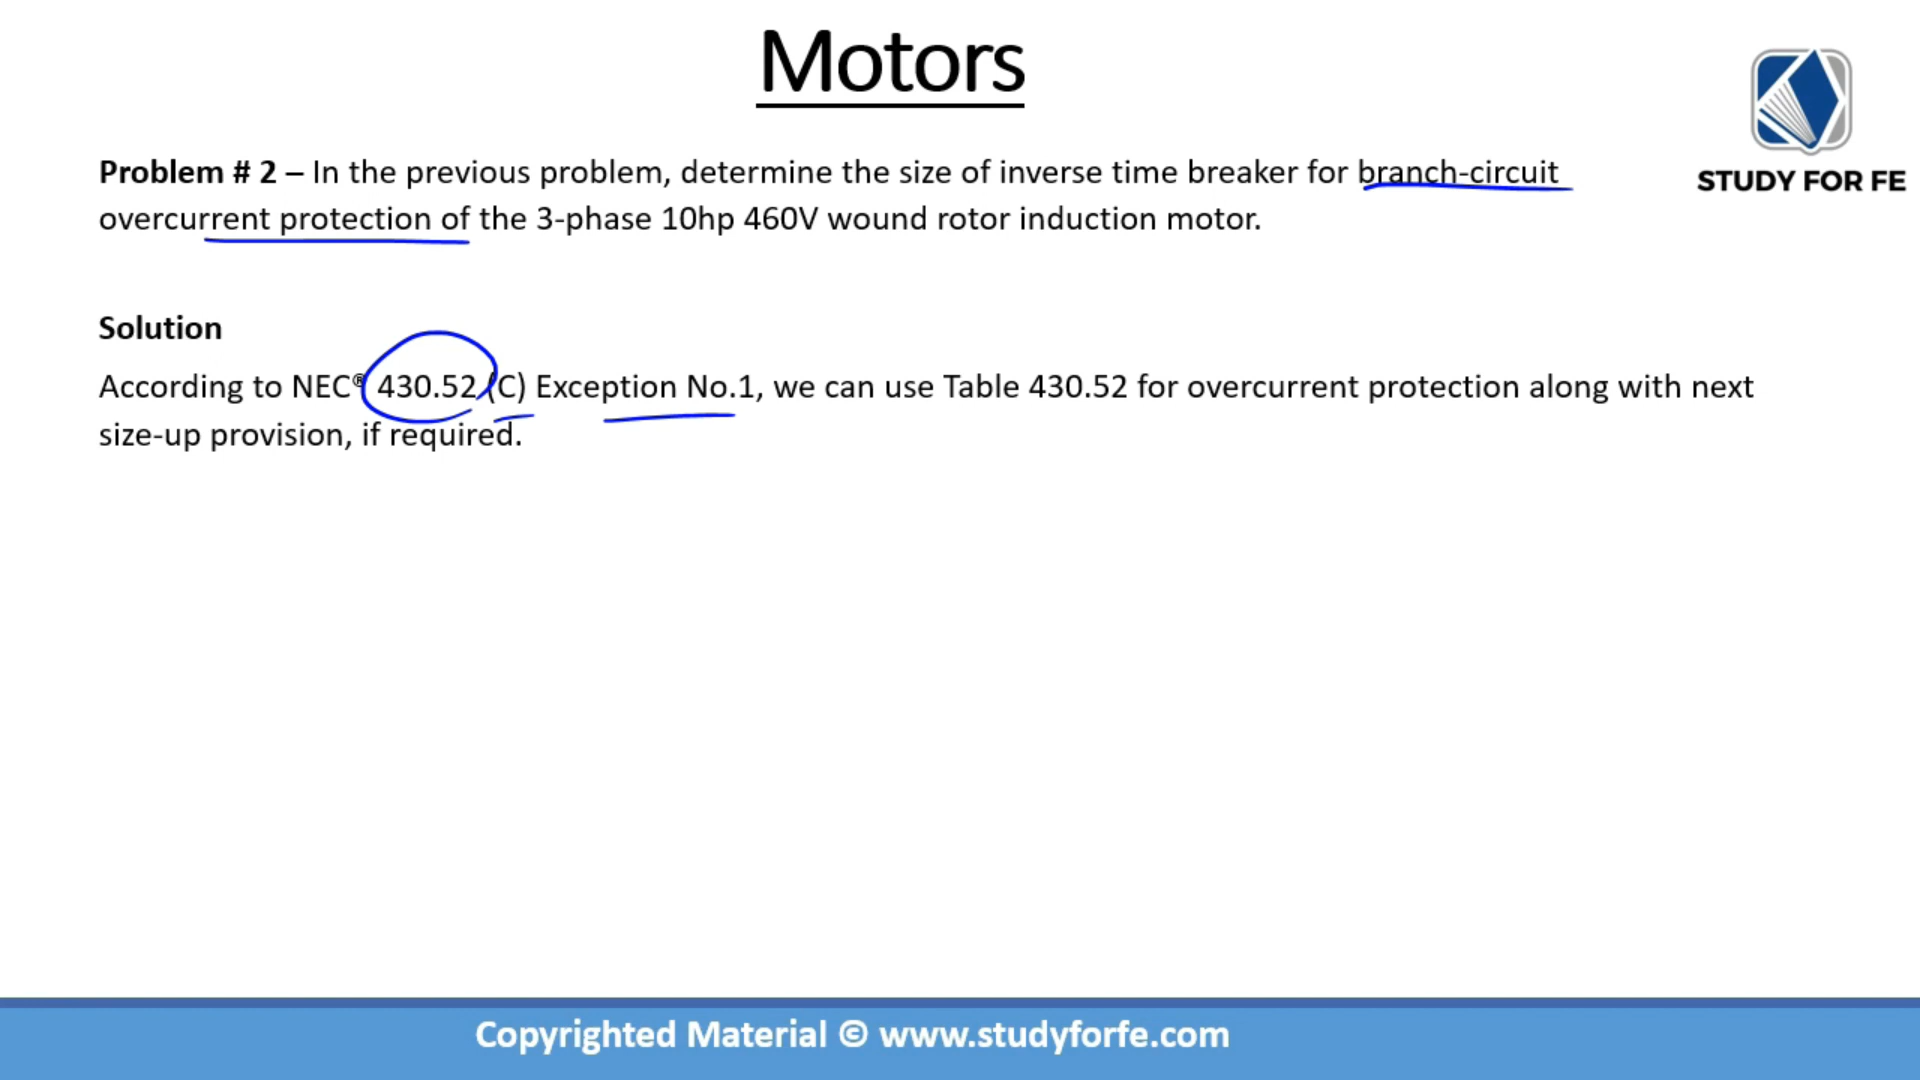 Motors
STUDY FOR FE
Problem # 2 – In the previous problem, determine the size of inverse time breaker for branch-circuit
overcurrent protection of the 3-phase 10hp 460V wound rotor induction motor.
Solution
According to NEC® 430.52 (C) Exception No.1, we can use Table 430.52 for overcurrent protection along with next
size-up provision, if required.
Copyrighted Material © www.studyforfe.com